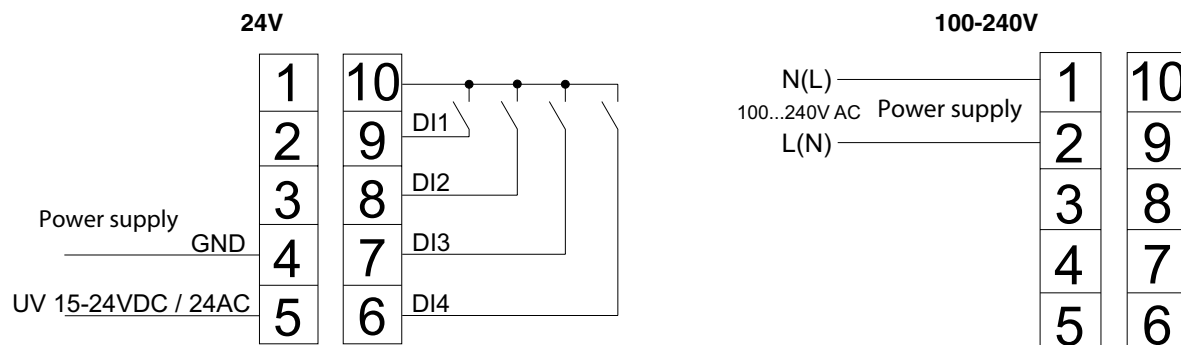 24V
1 10
2 9 DI1
3 8 DI2
Power supply
GND 4 7 DI3
UV 15-24VDC / 24AC 5 6 DI4
100-240V
N(L) 1 10
100...240V AC Power supply
L(N) 2 9
3 8
4 7
5 6